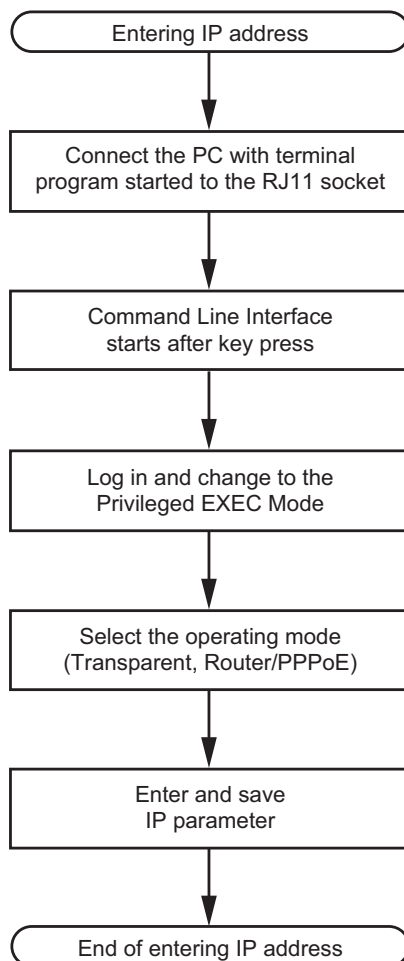 Entering IP address
Connect the PC with terminal
program started to the RJ11 socket
Command Line Interface
starts after key press
Log in and change to the
Privileged EXEC Mode
Select the operating mode
(Transparent, Router/PPPoE)
Enter and save
IP parameter
End of entering IP address